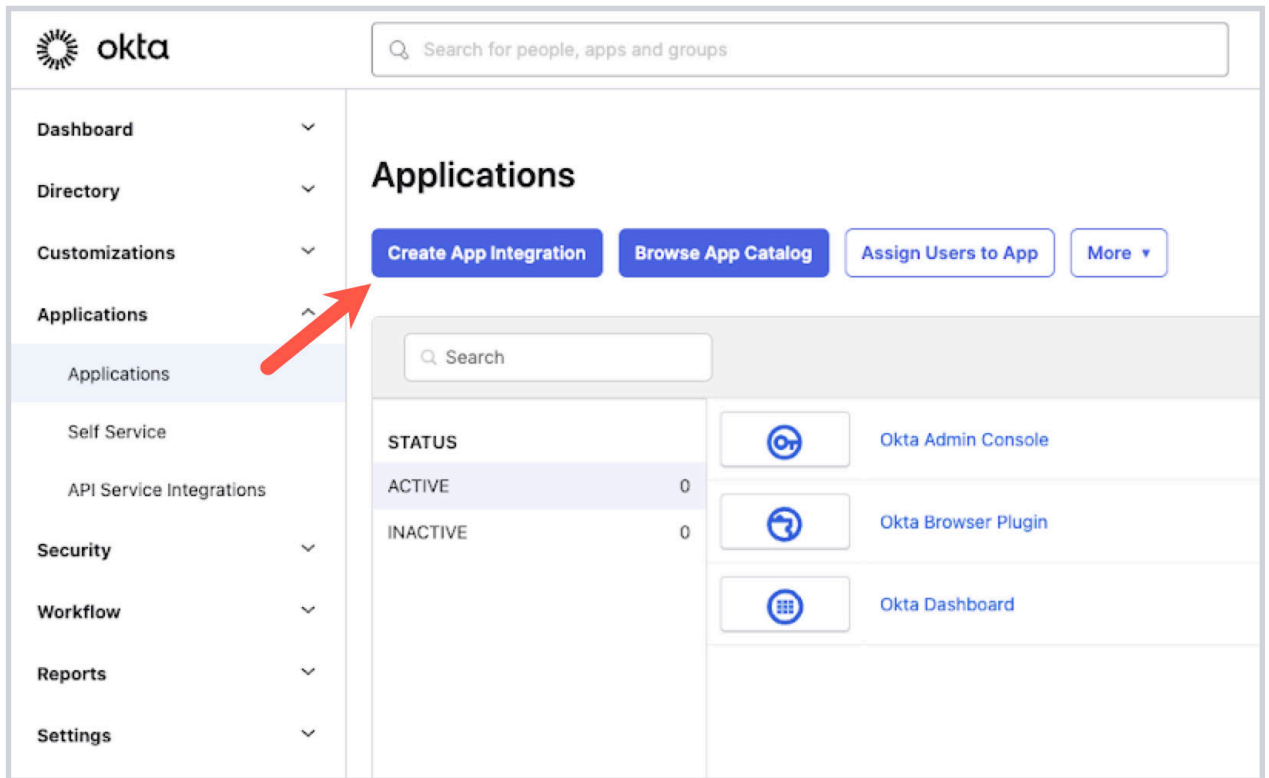 okta
Search for people, apps and groups
Dashboard
Directory
Customizations
Applications
Applications
Self Service
API Service Integrations
Security
Workflow
Reports
Settings
Applications
Create App Integration
Browse App Catalog
Assign Users to App
More
Search
STATUS
ACTIVE 0
INACTIVE 0
Okta Admin Console
Okta Browser Plugin
Okta Dashboard